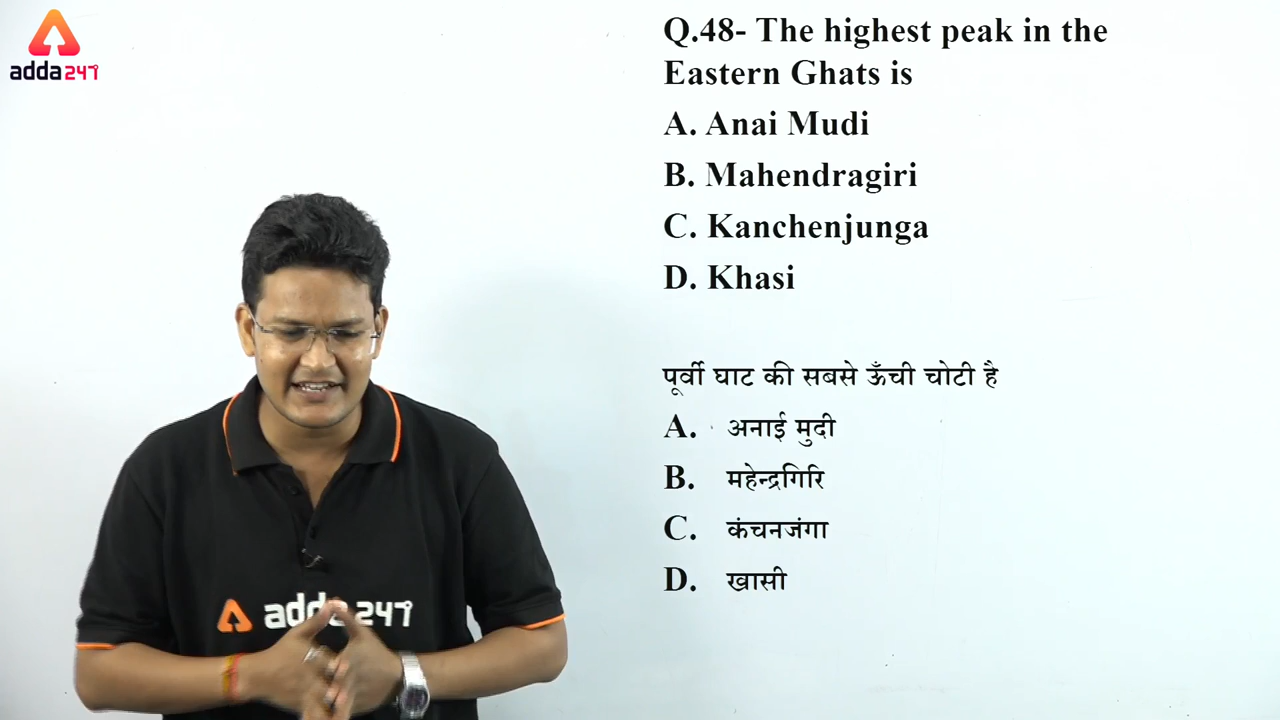 adda247
Q.48- The highest peak in the
Eastern Ghats is
A. Anai Mudi
B. Mahendragiri
C. Kanchenjunga
D. Khasi
पूर्वी घाट की सबसे ऊँची चोटी है
A. अनाई मुदी
B. महेन्द्रगिरि
C. कंचनजंगा
D. खासी
adda247